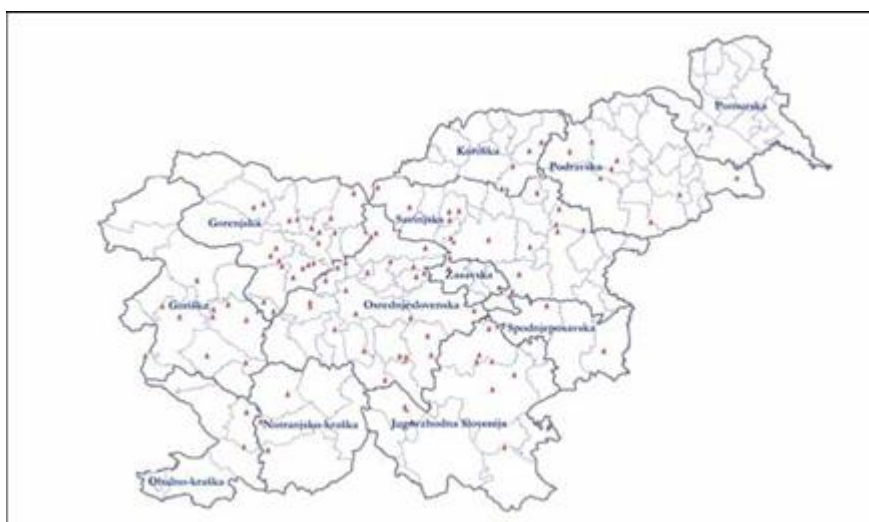 Pomurska
Koroška
Podravska
Gorenjska
Savinjska
Zasavska
Goriška
Osrednjeslovenska
Spodnjeposavska
Notranjsko-kraška
Jugovzhodna Slovenija
Obalno-kraška